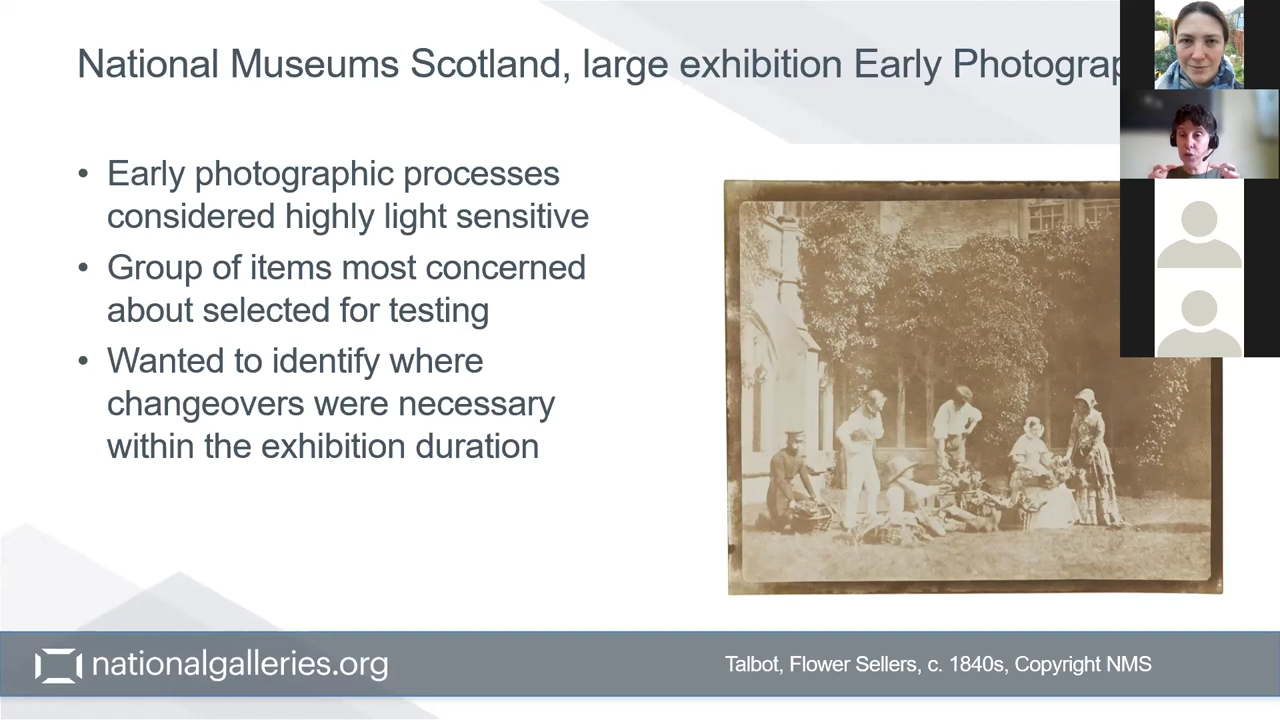 National Museums Scotland, large exhibition Early
• Early photographic processes
considered highly light sensitive
• Group of items most concerned
about selected for testing
• Wanted to identify where
changeovers were necessary
within the exhibition duration
nationalgalleries.org
Talbot, Flower Sellers, c. 1840s, Copyright NMS